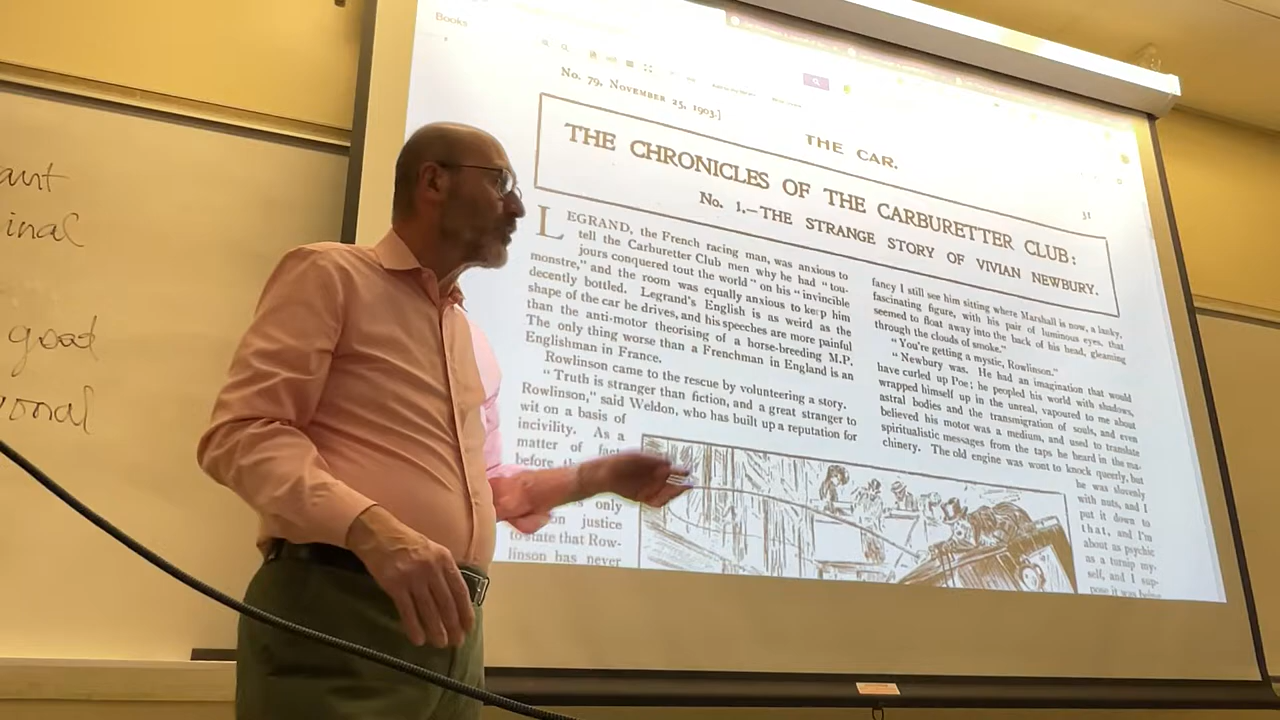 inal
good
ional
Books
No. 79, NOVEMBER 25, 1903.]
THE CAR.
31
THE CHRONICLES OF THE CARBURETTER CLUB:
No. 1.—THE STRANGE STORY OF VIVIAN NEWBURY.
LEGRAND, the French racing man, was anxious to
tell the Carburetter Club men why he had "tou-
jours conquered tout the world" on his "invincible
monstre," and the room was equally anxious to keep him
decently bottled. Legrand's English is as weird as the
shape of the car he drives, and his speeches are more painful
than the anti-motor theorising of a horse-breeding M.P.
The only thing worse than a Frenchman in England is an
Englishman in France.
Rowlinson came to the rescue by volunteering a story.
"Truth is stranger than fiction, and a great stranger to
Rowlinson," said Weldon, who has built up a reputation for
wit on a basis of
incivility. As a
matter of fact
before
only
justice
to state that Row-
linson has never
fancy I still see him sitting where Marshall is now, a lanky,
fascinating figure, with his pair of luminous eyes, that
seemed to float away into the back of his head, gleaming
through the clouds of smoke."
"You're getting a mystic, Rowlinson."
"Newbury was. He had an imagination that would
have curled up Poe; he peopled his world with shadows,
wrapped himself up in the unreal, vapoured to me about
astral bodies and the transmigration of souls, and even
believed his motor was a medium, and used to translate
spiritualistic messages from the taps he heard in the ma-
chinery. The old engine was wont to knock queerly, but
he was slovenly
with nuts, and I
put it down to
that, and I'm
about as psychic
as a turnip my-
self, and I sup-
pose it was being